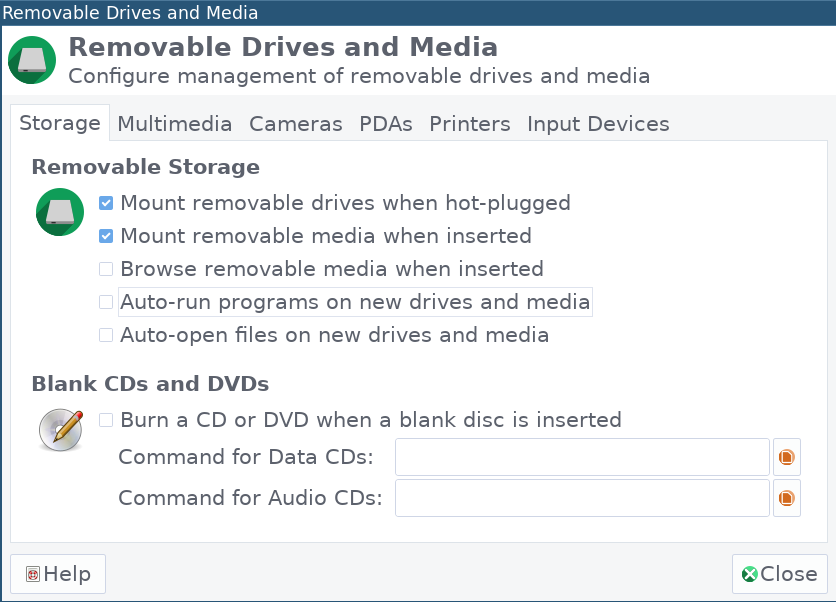 Removable Drives and Media
Removable Drives and Media
Configure management of removable drives and media
Storage Multimedia Cameras PDAs Printers Input Devices
Removable Storage
Mount removable drives when hot-plugged
Mount removable media when inserted
Browse removable media when inserted
Auto-run programs on new drives and media
Auto-open files on new drives and media
Blank CDs and DVDs
Burn a CD or DVD when a blank disc is inserted
Command for Data CDs:
Command for Audio CDs:
Help Close